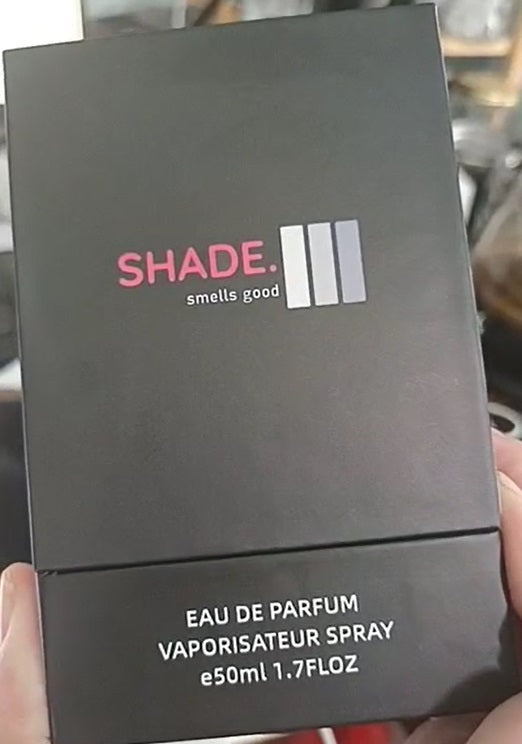 SHADE.
smells good
EAU DE PARFUM
VAPORISATEUR SPRAY
e50ml 1.7FLOZ